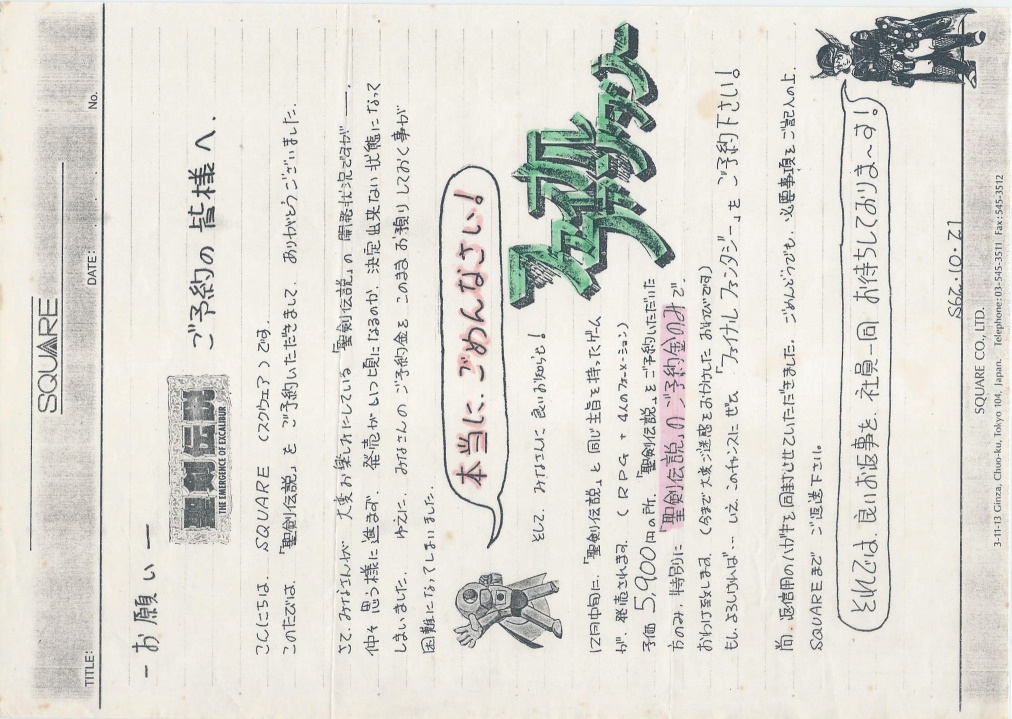 SQUARE
TITLE:
DATE:
No.
ーお願いー
聖剣伝説
THE EMERGENCE OF EXCALIBUR
ご予約の皆様へ.
こんにちは. SQUARE (スクウェア)です.
このたびは. 「聖剣伝説」を ご予約いただきまして. ありがとうございました.
さて. みなさんが 大変お楽しみにしている 「聖剣伝説」の 開発状況ですが――.
仲々 思う様に 進まず. 発売が いつ頃になるのか. 決定出来ない状態になって
しまいました. ゆえに. みなさんの ご予約金を このまま お預りしておく事が
困難になってしまいました.
本当に. ごめんなさい!
そして. みなさんに 良いお知らせ!
ファイナルファンタジー
12月中旬に. 「聖剣伝説」と 同じ主旨を持ったゲーム
が. 発売されます. (RPG + 4人のフォーメーション)
定価 5,900円の所. 「聖剣伝説」をご予約いただいた
方のみ. 特別に 「聖剣伝説」の ご予約金のみで.
おわけ致します. (今まで 大変ご迷惑をおかけした おわびです)
もし. よろしければ… いえ. このチャンスにぜひ 「ファイナルファンタジー」を ご予約下さい!
尚. 返信用のハガキを同封させていただきました. ごめんどうでも. 必要事項を ご記入の上.
SQUAREまで ご返送下さい.
それでは. 良いお返事を. 社員一同 お待ちしておりま〜す!
S62・10・21
SQUARE CO., LTD.
3-11-13 Ginza, Chuo-ku, Tokyo 104, Japan. Telephone: 03-545-3511 Fax: 545-3512